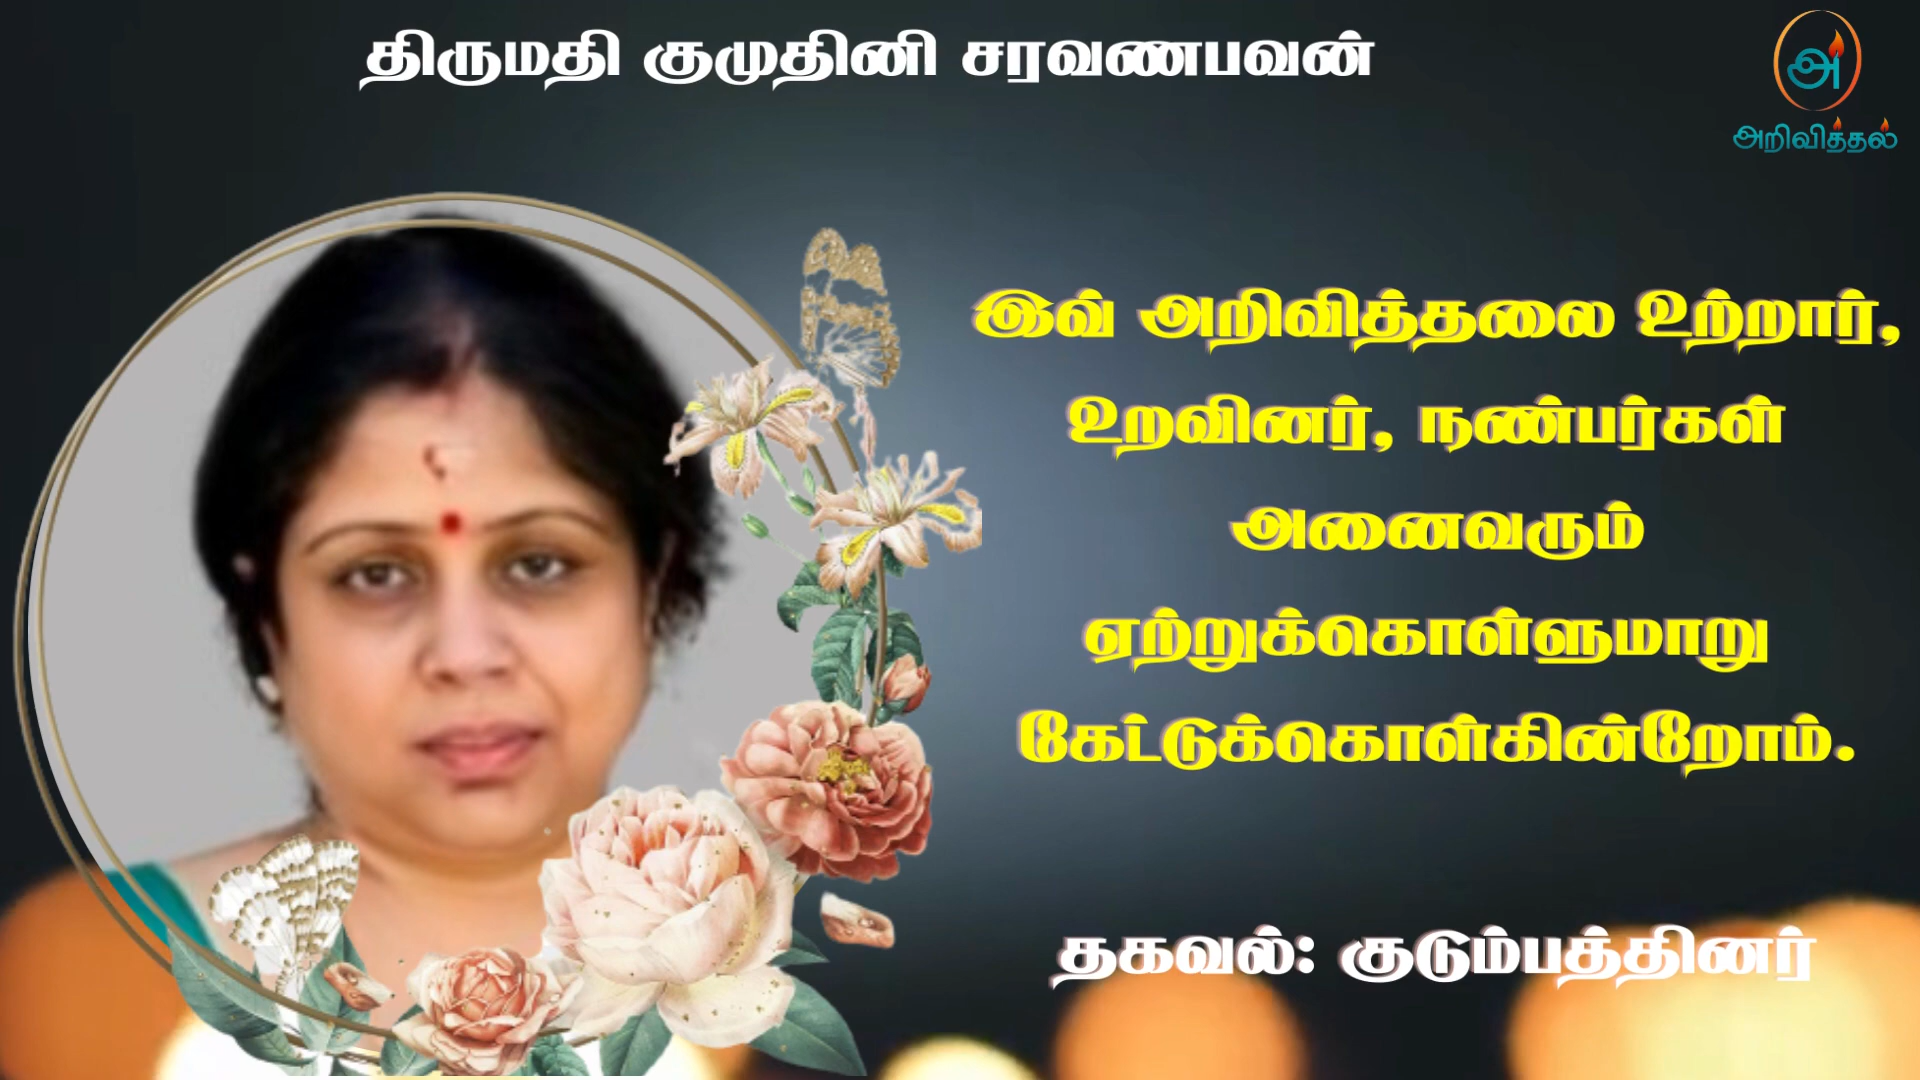 திருமதி குமுதினி சரவணபவன்
அ
அறிவித்தல்
இவ் அறிவித்தலை உற்றார்,
உறவினர், நண்பர்கள்
அனைவரும்
ஏற்றுக்கொள்ளுமாறு
கேட்டுக்கொள்கின்றோம்.
தகவல்: குடும்பத்தினர்